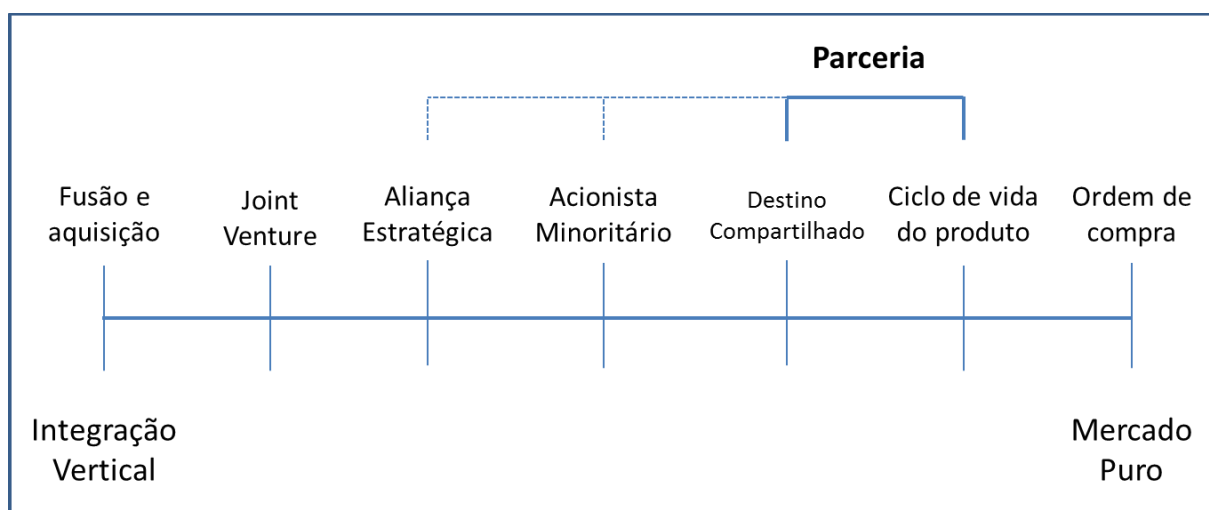 Parceria
Fusão e
aquisição
Joint
Venture
Aliança
Estratégica
Acionista
Minoritário
Destino
Compartilhado
Ciclo de vida
do produto
Ordem de
compra
Integração
Vertical
Mercado
Puro